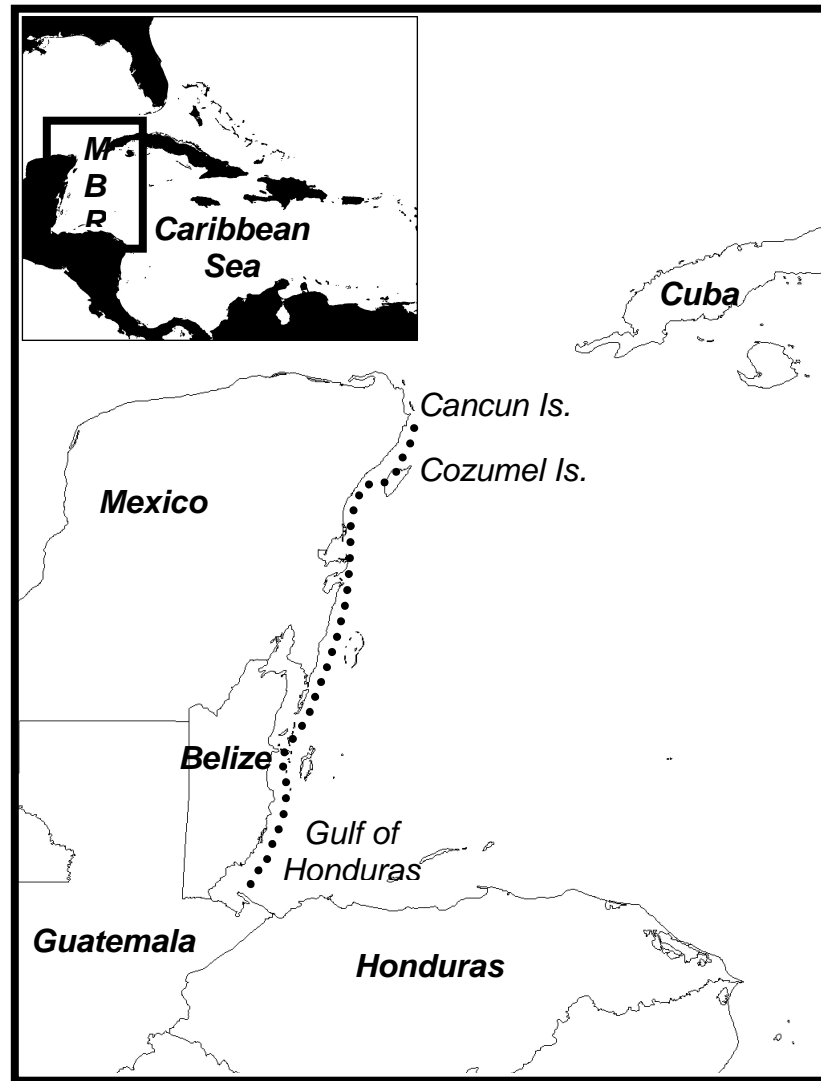 M
B
R
Caribbean
Sea
Cuba
Cancun Is.
Cozumel Is.
Mexico
Belize
Gulf of
Honduras
Guatemala
Honduras